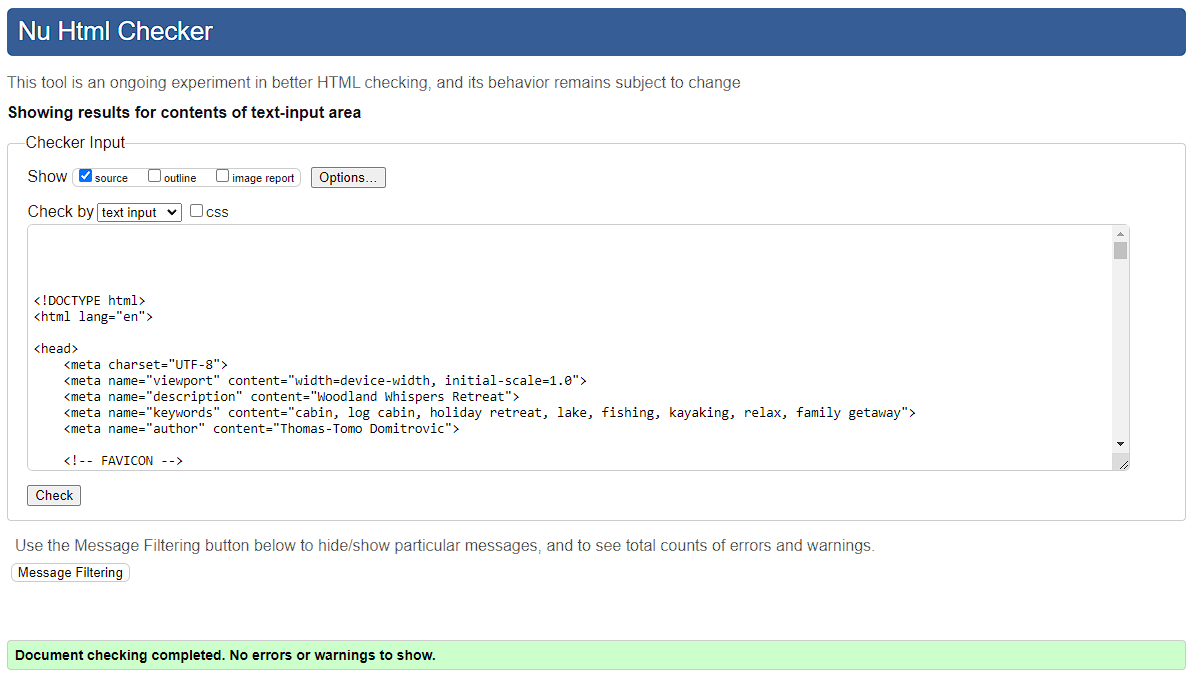 Nu Html Checker
This tool is an ongoing experiment in better HTML checking, and its behavior remains subject to change
Showing results for contents of text-input area
Checker Input
Show source outline image report Options...
Check by text input css
<!DOCTYPE html>
<html lang="en">
<head>
    <meta charset="UTF-8">
    <meta name="viewport" content="width=device-width, initial-scale=1.0">
    <meta name="description" content="Woodland Whispers Retreat">
    <meta name="keywords" content="cabin, log cabin, holiday retreat, lake, fishing, kayaking, relax, family getaway">
    <meta name="author" content="Thomas-Tomo Domitrovic">
    <!-- FAVICON -->
Check
Use the Message Filtering button below to hide/show particular messages, and to see total counts of errors and warnings.
Message Filtering
Document checking completed. No errors or warnings to show.